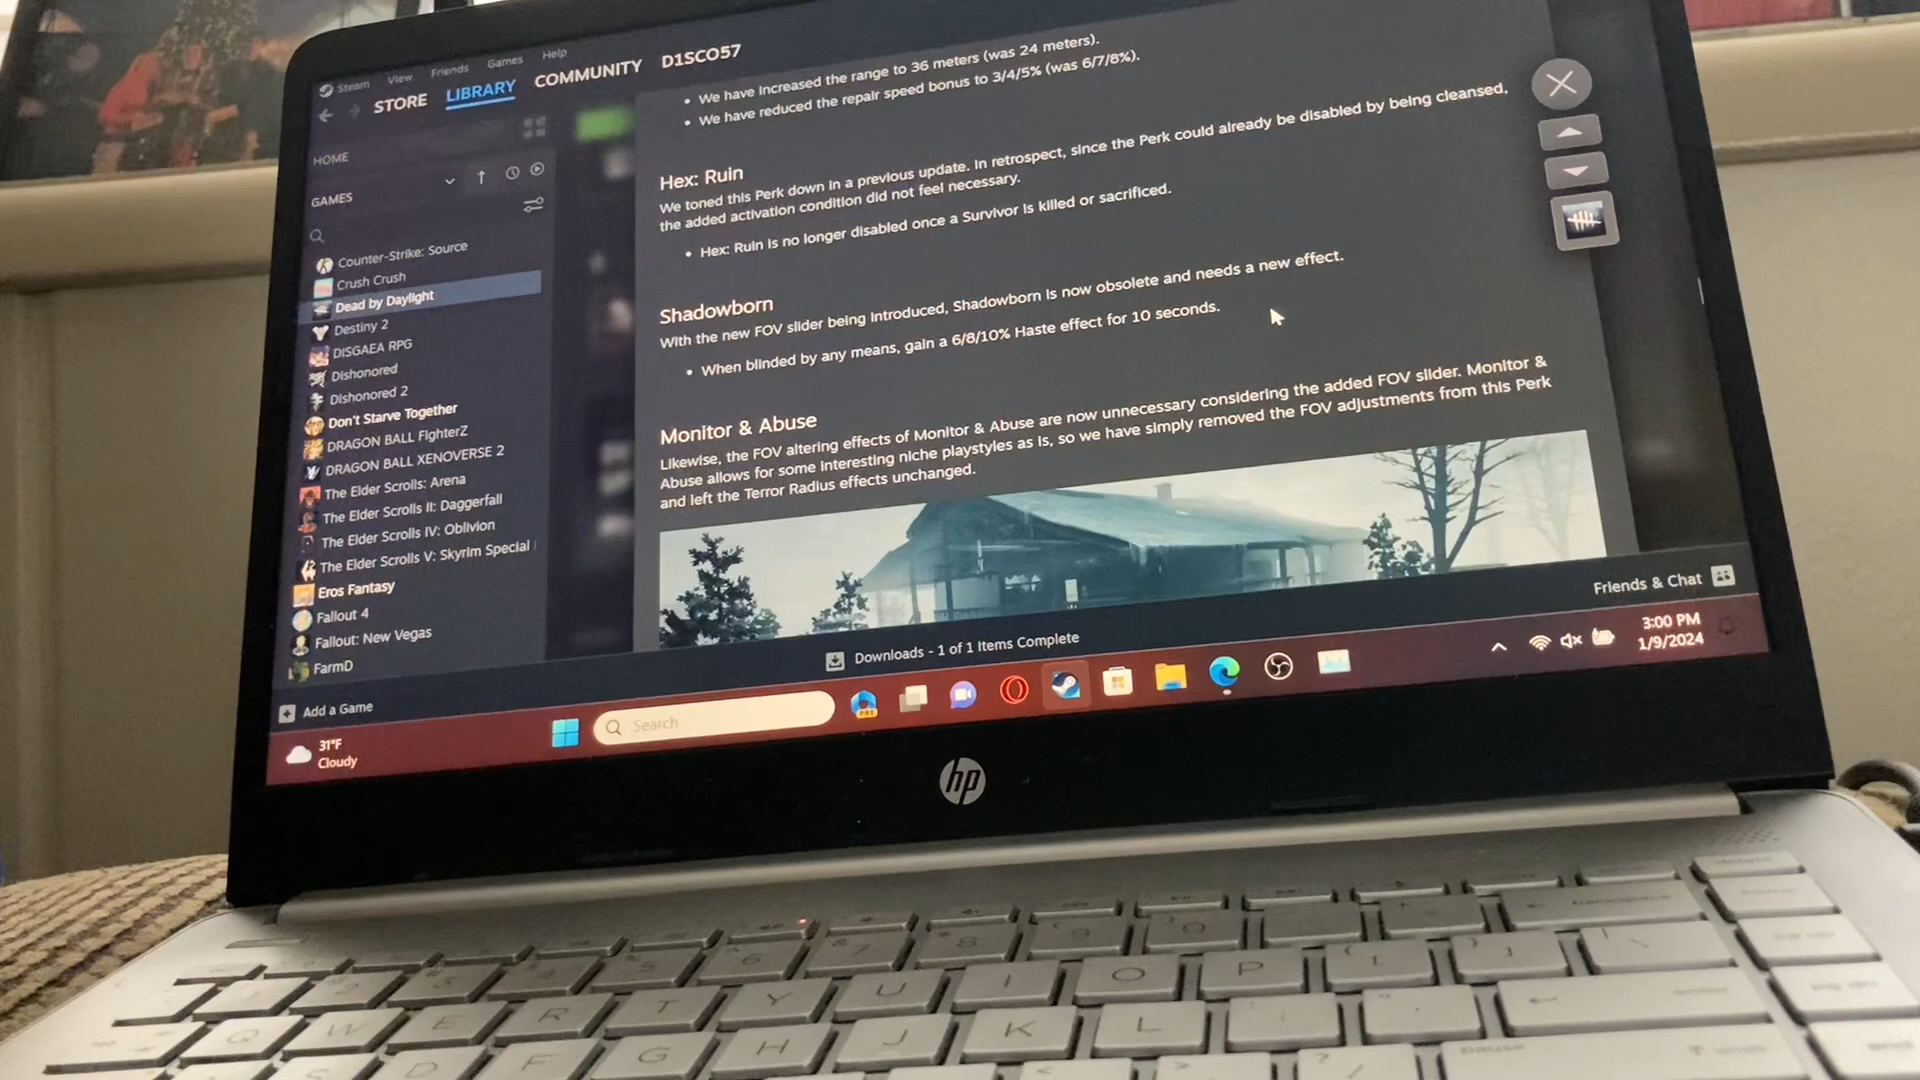 Steam View Friends Games Help
STORE LIBRARY COMMUNITY D1SCO57
HOME
GAMES
Counter-Strike: Source
Crush Crush
Dead by Daylight
Destiny 2
DISGAEA RPG
Dishonored
Dishonored 2
Don't Starve Together
DRAGON BALL FighterZ
DRAGON BALL XENOVERSE 2
The Elder Scrolls: Arena
The Elder Scrolls II: Daggerfall
The Elder Scrolls IV: Oblivion
The Elder Scrolls V: Skyrim Special
Eros Fantasy
Fallout 4
Fallout: New Vegas
FarmD
Add a Game
• We have increased the range to 36 meters (was 24 meters).
• We have reduced the repair speed bonus to 3/4/5% (was 6/7/8%).
Hex: Ruin
We toned this Perk down in a previous update. In retrospect, since the Perk could already be disabled by being cleansed,
the added activation condition did not feel necessary.
• Hex: Ruin is no longer disabled once a Survivor is killed or sacrificed.
Shadowborn
With the new FOV slider being introduced, Shadowborn is now obsolete and needs a new effect.
• When blinded by any means, gain a 6/8/10% Haste effect for 10 seconds.
Monitor & Abuse
Likewise, the FOV altering effects of Monitor & Abuse are now unnecessary considering the added FOV slider. Monitor &
Abuse allows for some interesting niche playstyles as is, so we have simply removed the FOV adjustments from this Perk
and left the Terror Radius effects unchanged.
Friends & Chat
Downloads - 1 of 1 Items Complete
31°F
Cloudy
Search
PRE
3:00 PM
1/9/2024
hp
6 7 8 9 0
Q W E R T Y U I O P
D F G H J K L
enter
pause